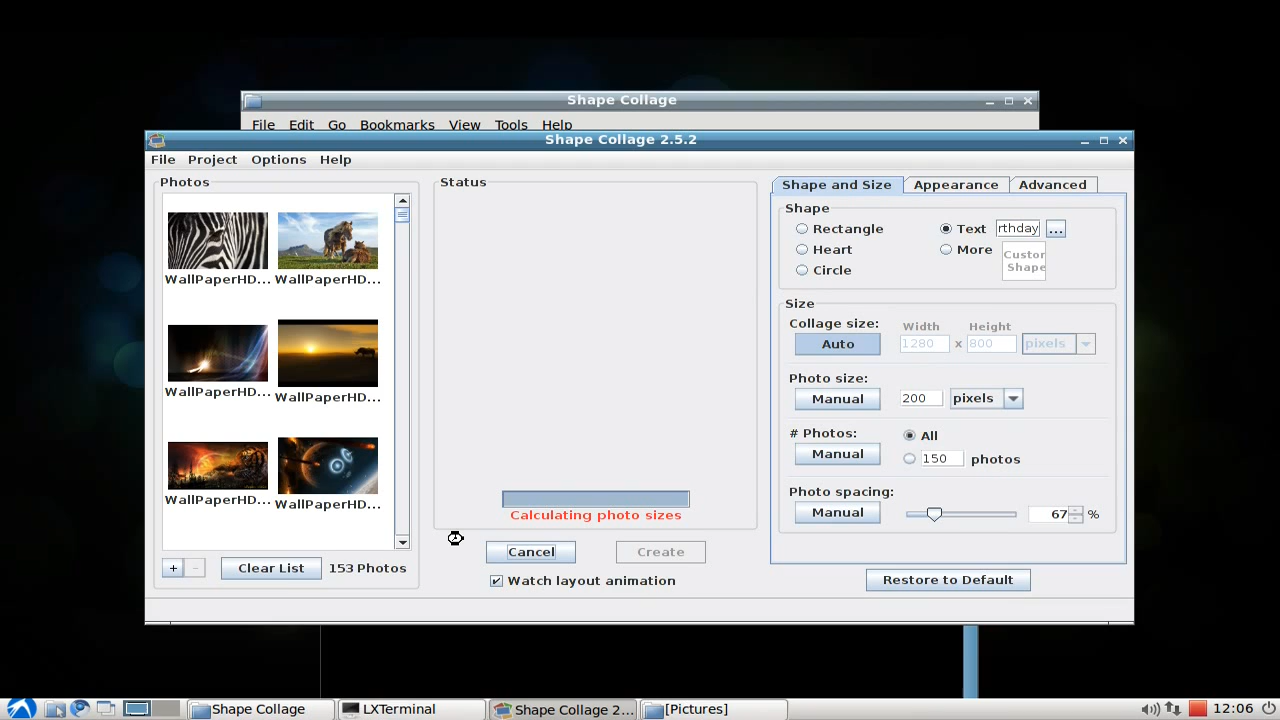 Shape Collage
File Edit Go Bookmarks View Tools Help
Shape Collage 2.5.2
File Project Options Help
Photos
WallPaperHD... WallPaperHD...
WallPaperHD... WallPaperHD...
WallPaperHD... WallPaperHD...
+ - Clear List 153 Photos
Status
Calculating photo sizes
Cancel Create
Watch layout animation
Shape and Size Appearance Advanced
Shape
Rectangle Text rthday ...
Heart More Custor
Shape
Circle
Size
Collage size: Width Height
Auto 1280 x 800 pixels
Photo size:
Manual 200 pixels
# Photos: All
Manual 150 photos
Photo spacing:
Manual 67 %
Restore to Default
Shape Collage LXTerminal Shape Collage 2... [Pictures] 12:06